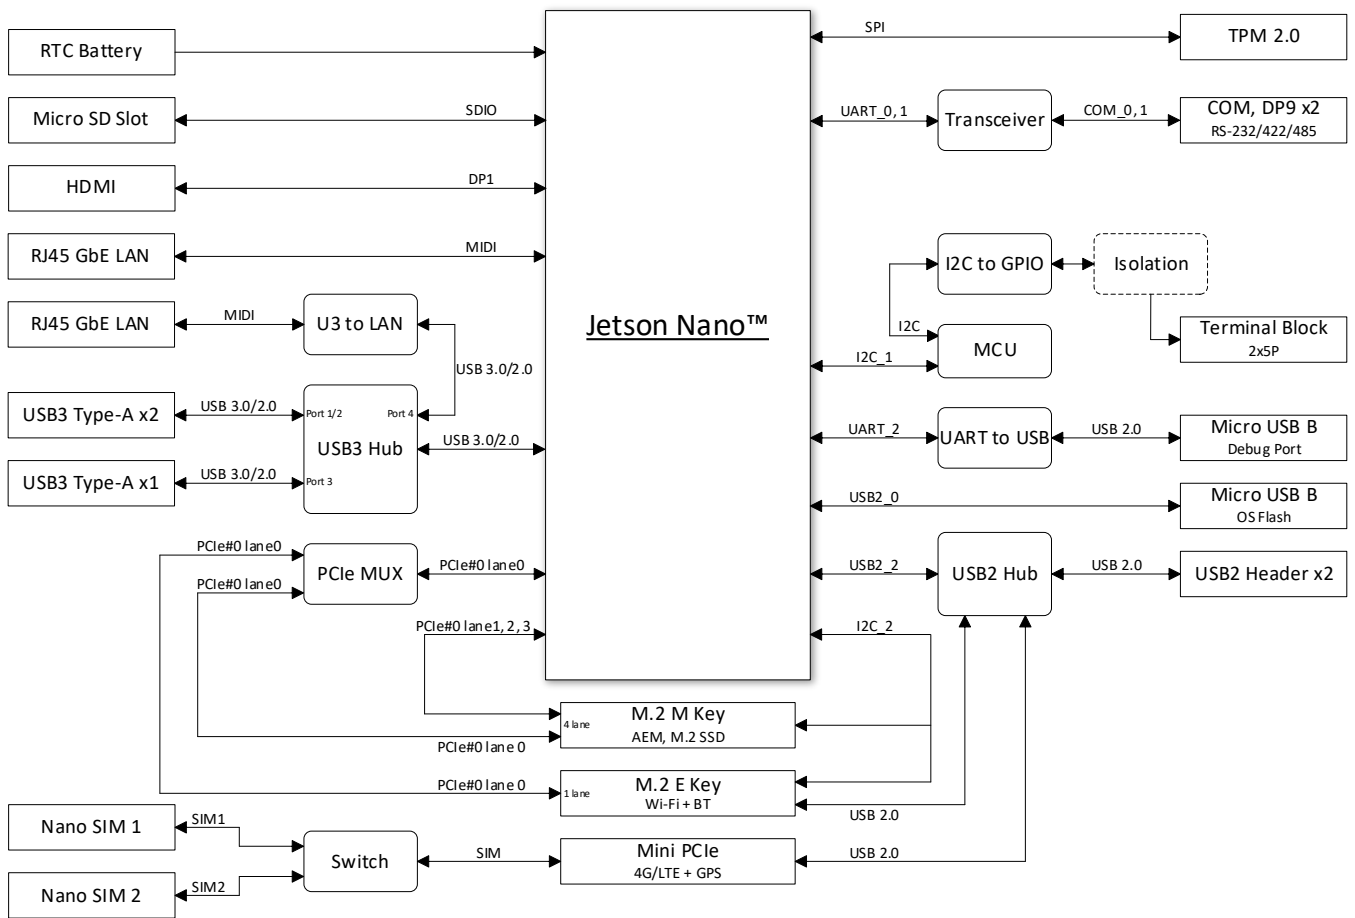 RTC Battery
Micro SD Slot
SDIO
HDMI
DP1
RJ45 GbE LAN
MIDI
RJ45 GbE LAN
MIDI
U3 to LAN
USB 3.0/2.0
USB3 Type-A x2
USB 3.0/2.0
Port 1/2
Port 4
USB3 Hub
USB 3.0/2.0
USB3 Type-A x1
USB 3.0/2.0
Port 3
PCIe#0 lane0
PCIe MUX
PCIe#0 lane0
PCIe#0 lane0
PCIe#0 lane1, 2, 3
Jetson Nano™
SPI
TPM 2.0
UART_0, 1
Transceiver
COM_0, 1
COM, DP9 x2
RS-232/422/485
I2C to GPIO
Isolation
I2C
MCU
I2C_1
Terminal Block
2x5P
UART_2
UART to USB
USB 2.0
Micro USB B
Debug Port
USB2_0
Micro USB B
OS Flash
USB2_2
USB2 Hub
USB 2.0
USB2 Header x2
I2C_2
4 lane
M.2 M Key
AEM, M.2 SSD
PCIe#0 lane 0
PCIe#0 lane 0
1 lane
M.2 E Key
Wi-Fi + BT
USB 2.0
Nano SIM 1
SIM1
Switch
SIM
Mini PCIe
4G/LTE + GPS
USB 2.0
Nano SIM 2
SIM2